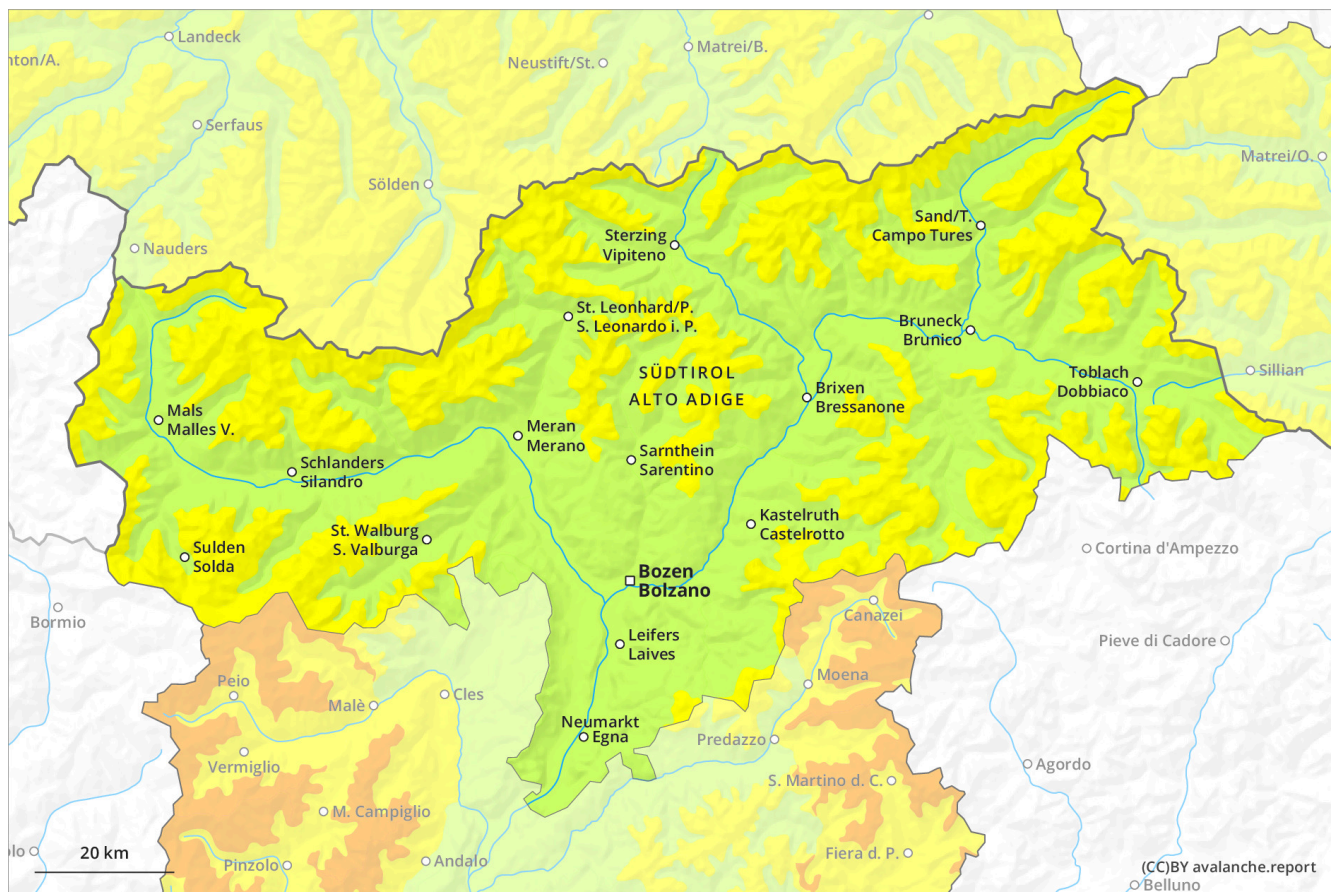 Landeck
nton/A.
Matrei/B.
Neustift/St.
Serfaus
Matrei/O.
Sölden
Sand/T.
Campo Tures
Nauders
Sterzing
Vipiteno
St. Leonhard/P.
S. Leonardo i. P.
Bruneck
Brunico
SÜDTIROL
ALTO ADIGE
Toblach
Dobbiaco
Sillian
Brixen
Bressanone
Mals
Malles V.
Meran
Merano
Schlanders
Silandro
Sarnthein
Sarentino
Kastelruth
Castelrotto
St. Walburg
S. Valburga
Sulden
Solda
Cortina d'Ampezzo
Bozen
Bolzano
Bormio
Canazei
Leifers
Laives
Pieve di Cadore
Peio
Moena
Malè
Cles
Neumarkt
Egna
Predazzo
Vermiglio
Agordo
S. Martino d. C.
M. Campiglio
olo
20 km
Pinzolo
Andalo
Fiera d. P.
(CC)BY avalanche.report
Belluno